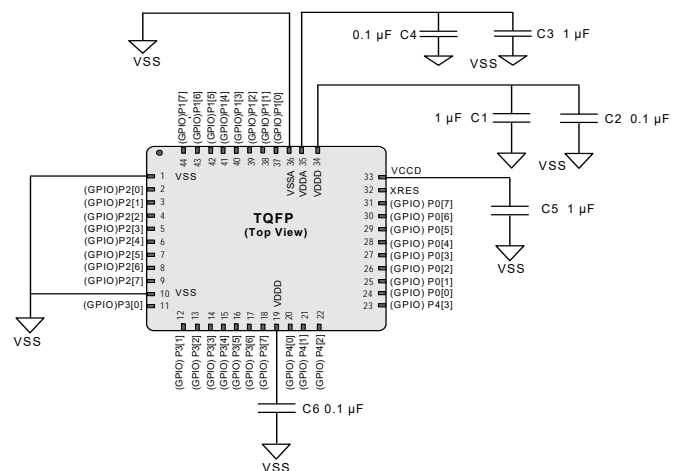 0.1 µF C4
C3 1 µF
VSS
VSS
1 µF C1
C2 0.1 µF
VSS
(GPIO)P1[7]
(GPIO)P1[6]
(GPIO)P1[5]
(GPIO)P1[4]
(GPIO)P1[3]
(GPIO)P1[2]
(GPIO)P1[1]
(GPIO)P1[0]
44
43
42
41
40
39
38
37
36
35
34
VSSA
VDDA
VDDD
TQFP
(Top View)
1 VSS
(GPIO)P2[0] 2
(GPIO)P2[1] 3
(GPIO)P2[2] 4
(GPIO)P2[3] 5
(GPIO)P2[4] 6
(GPIO)P2[5] 7
(GPIO)P2[6] 8
(GPIO)P2[7] 9
10 VSS
(GPIO)P3[0] 11
VSS
33 VCCD
32 XRES
31 (GPIO) P0[7]
30 (GPIO) P0[6]
29 (GPIO) P0[5]
28 (GPIO) P0[4]
27 (GPIO) P0[3]
26 (GPIO) P0[2]
25 (GPIO) P0[1]
24 (GPIO) P0[0]
23 (GPIO) P4[3]
C5 1 µF
VSS
VDDD
12
13
14
15
16
17
18
19
20
21
22
(GPIO) P3[1]
(GPIO) P3[2]
(GPIO) P3[3]
(GPIO) P3[4]
(GPIO) P3[5]
(GPIO) P3[6]
(GPIO) P3[7]
(GPIO) P4[0]
(GPIO) P4[1]
(GPIO) P4[2]
C6 0.1 µF
VSS